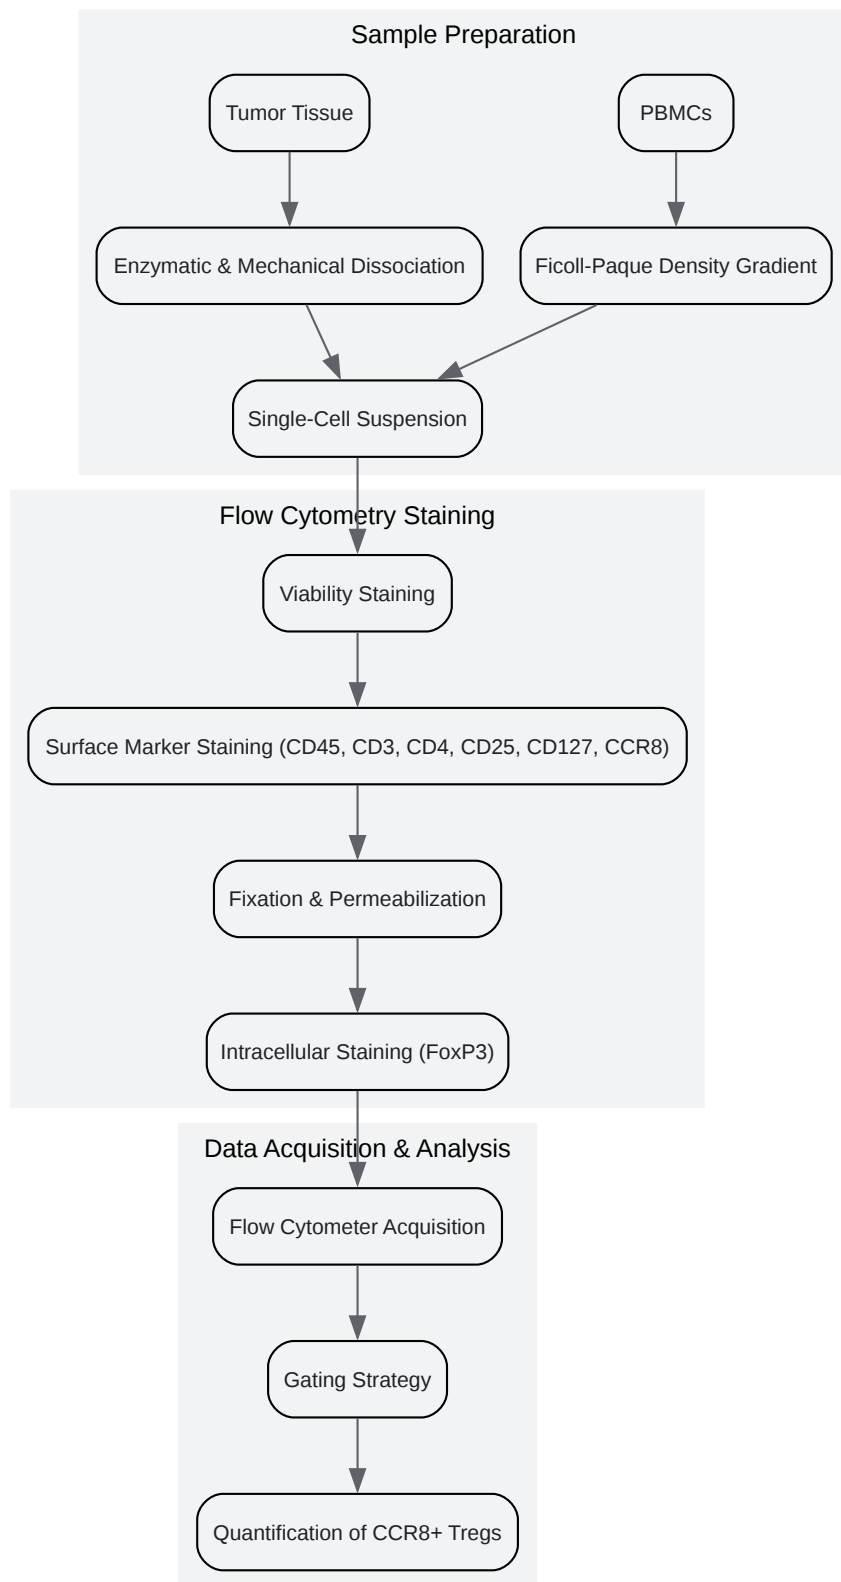 Sample Preparation
Tumor Tissue
PBMCs
Enzymatic & Mechanical Dissociation
Ficoll-Paque Density Gradient
Single-Cell Suspension
Flow Cytometry Staining
Viability Staining
Surface Marker Staining (CD45, CD3, CD4, CD25, CD127, CCR8)
Fixation & Permeabilization
Intracellular Staining (FoxP3)
Data Acquisition & Analysis
Flow Cytometer Acquisition
Gating Strategy
Quantification of CCR8+ Tregs